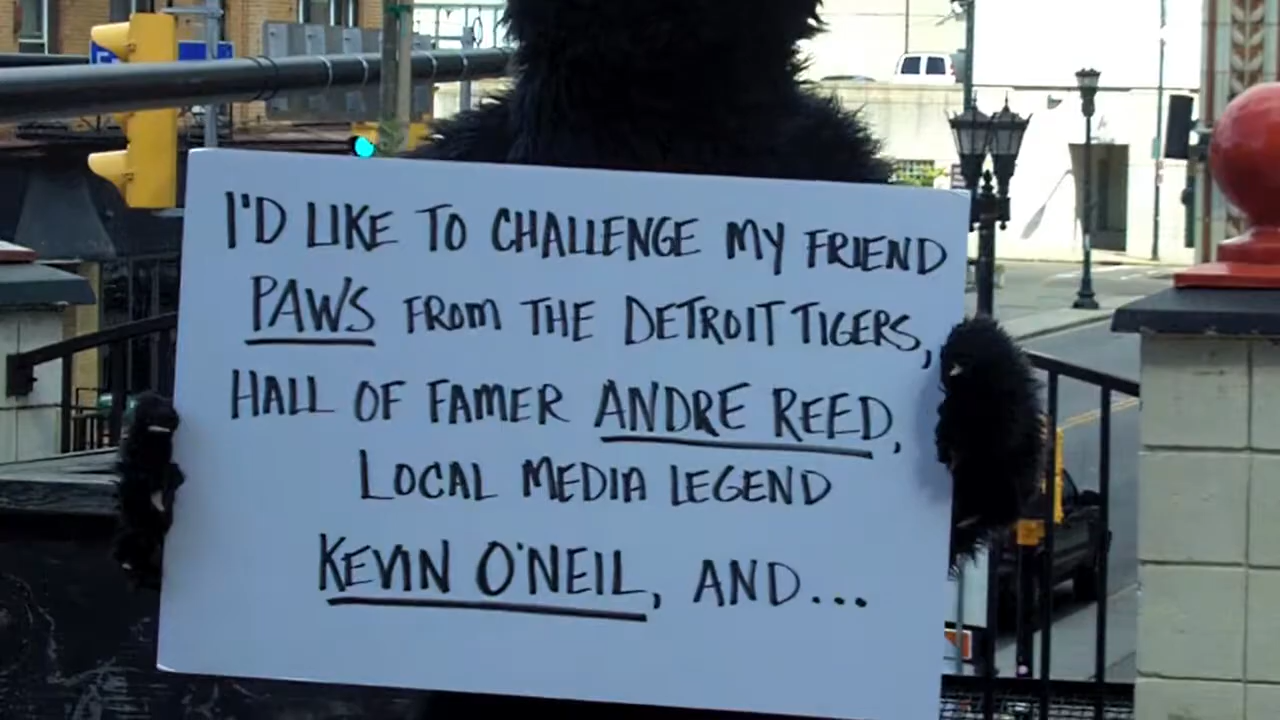 I'D LIKE TO CHALLENGE MY FRIEND
PAWS FROM THE DETROIT TIGERS,
HALL OF FAMER ANDRE REED,
LOCAL MEDIA LEGEND
KEVIN O'NEIL, AND...